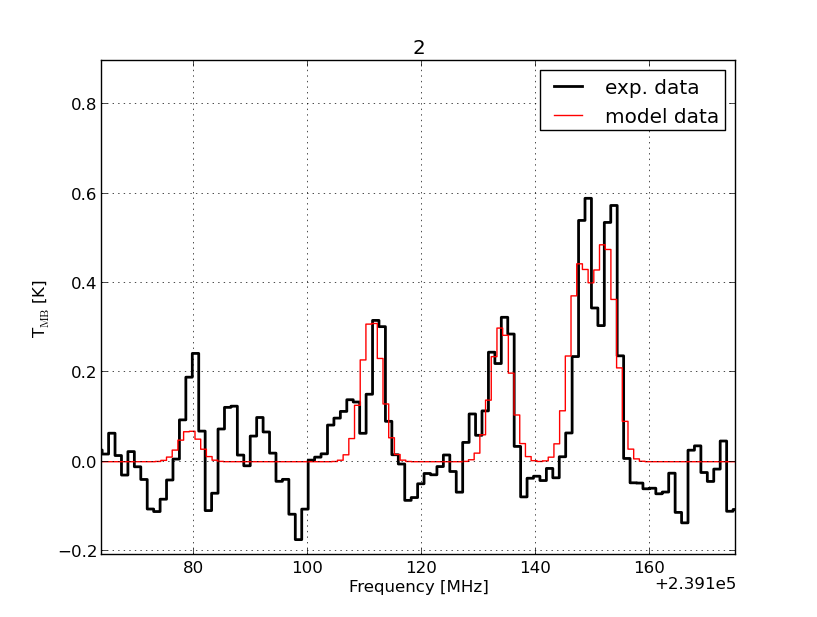 2
exp. data
model data
0.8
0.6
0.4
0.2
0.0
−0.2
T_MB [K]
80 100 120 140 160
Frequency [MHz]
+2.391e5